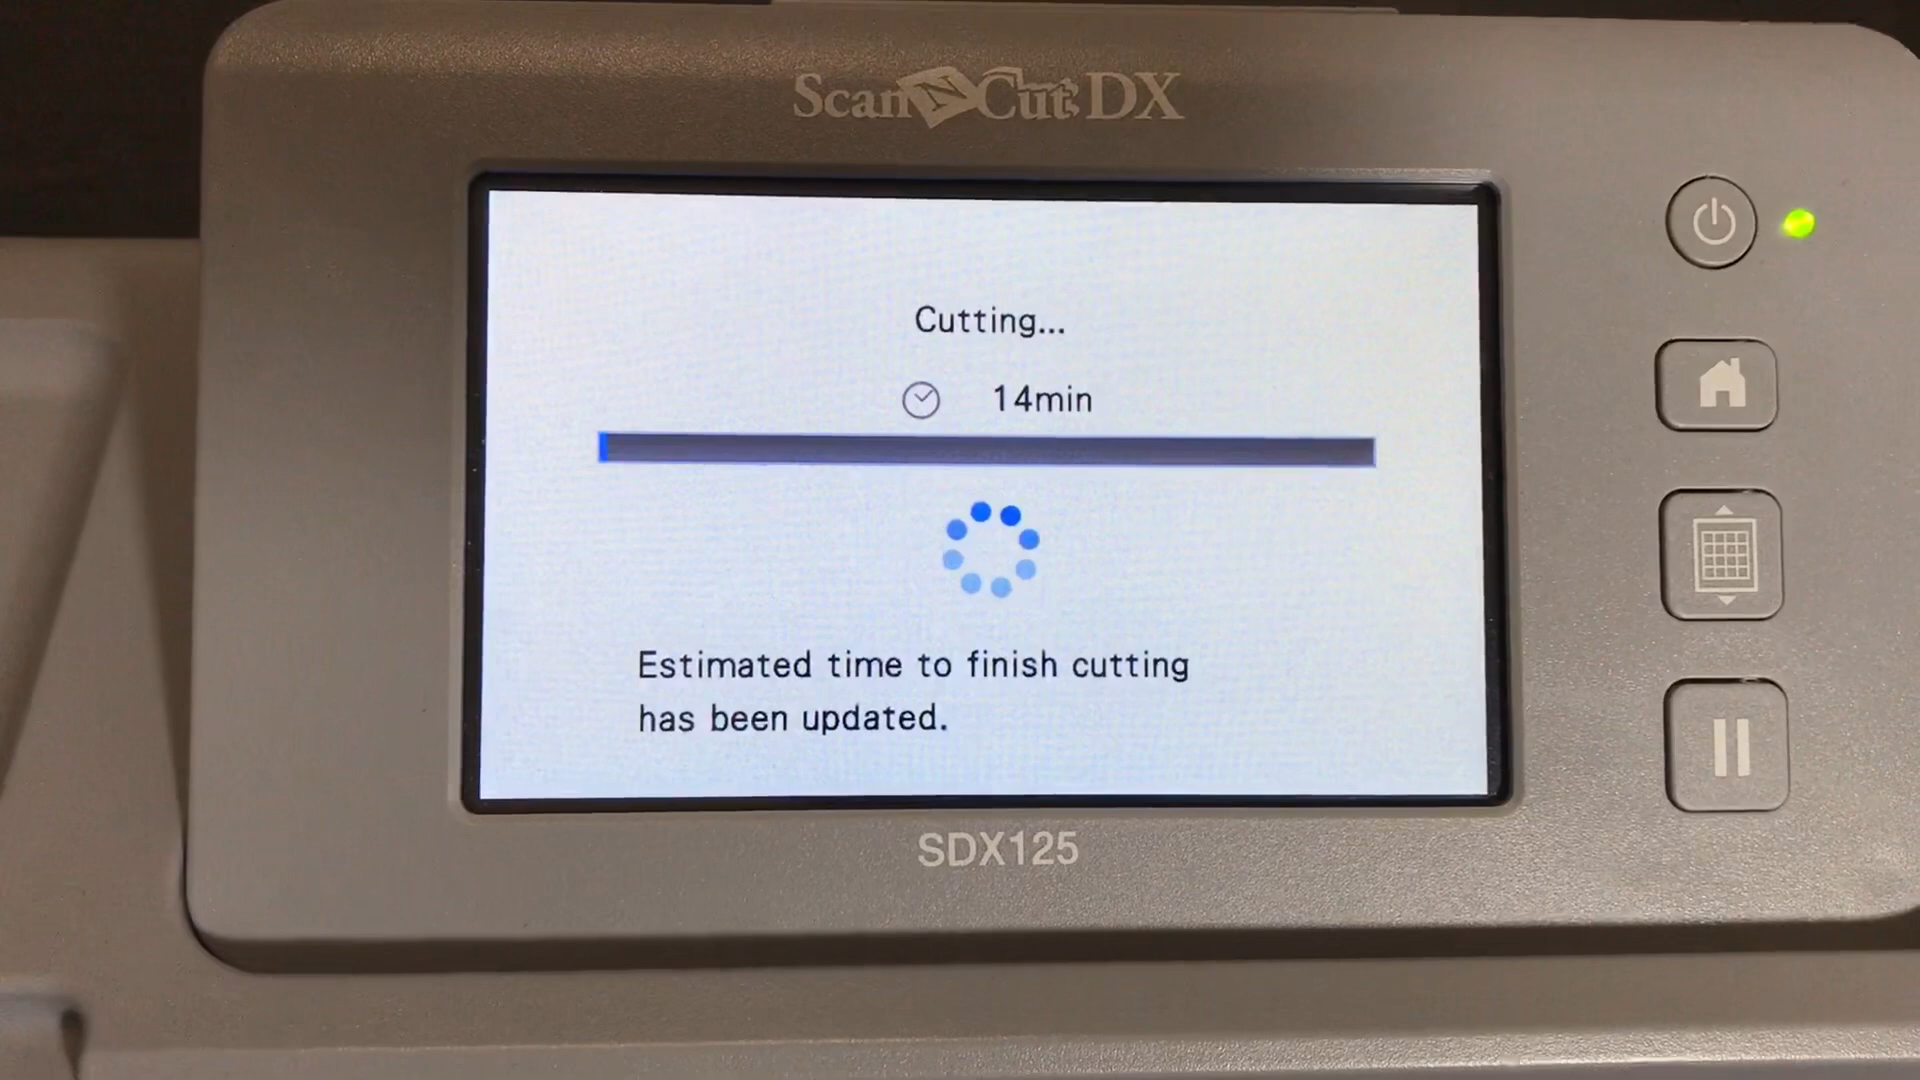 ScanNCut DX
Cutting...
14min
Estimated time to finish cutting
has been updated.
SDX125